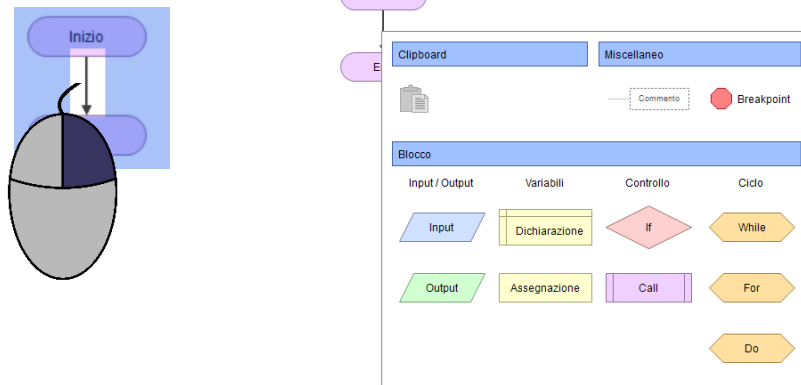 Inizio
E
Clipboard
Miscellaneo
Commento
Breakpoint
Blocco
Input / Output
Variabili
Controllo
Ciclo
Input
Dichiarazione
If
While
Output
Assegnazione
Call
For
Do